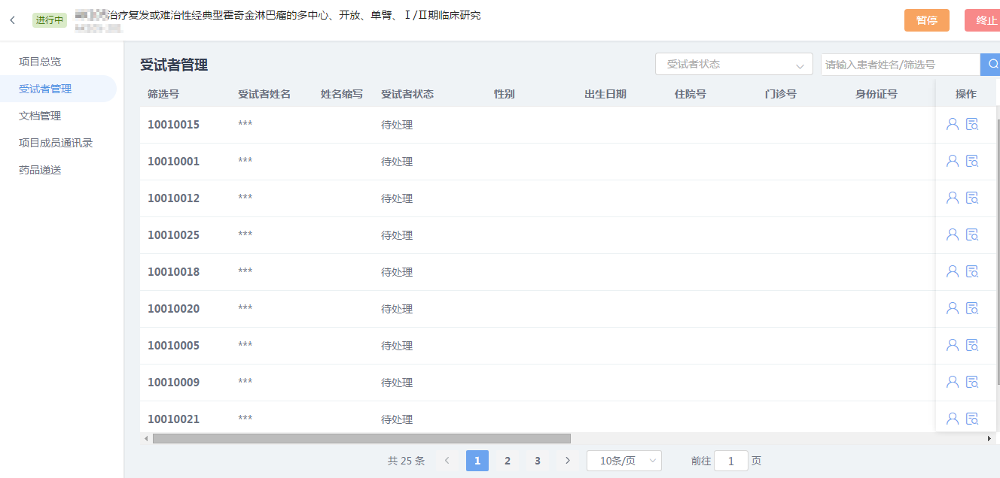 进行中 治疗复发或难治性经典型霍奇金淋巴瘤的多中心、开放、单臂、Ⅰ/Ⅱ期临床研究 暂停 终止
项目总览
受试者管理
文档管理
项目成员通讯录
药品递送
受试者管理 受试者状态 请输入患者姓名/筛选号
筛选号 受试者姓名 姓名缩写 受试者状态 性别 出生日期 住院号 门诊号 身份证号 操作
10010015 *** 待处理
10010001 *** 待处理
10010012 *** 待处理
10010025 *** 待处理
10010018 *** 待处理
10010020 *** 待处理
10010005 *** 待处理
10010009 *** 待处理
10010021 *** 待处理
共 25 条 1 2 3 10条/页 前往 1 页